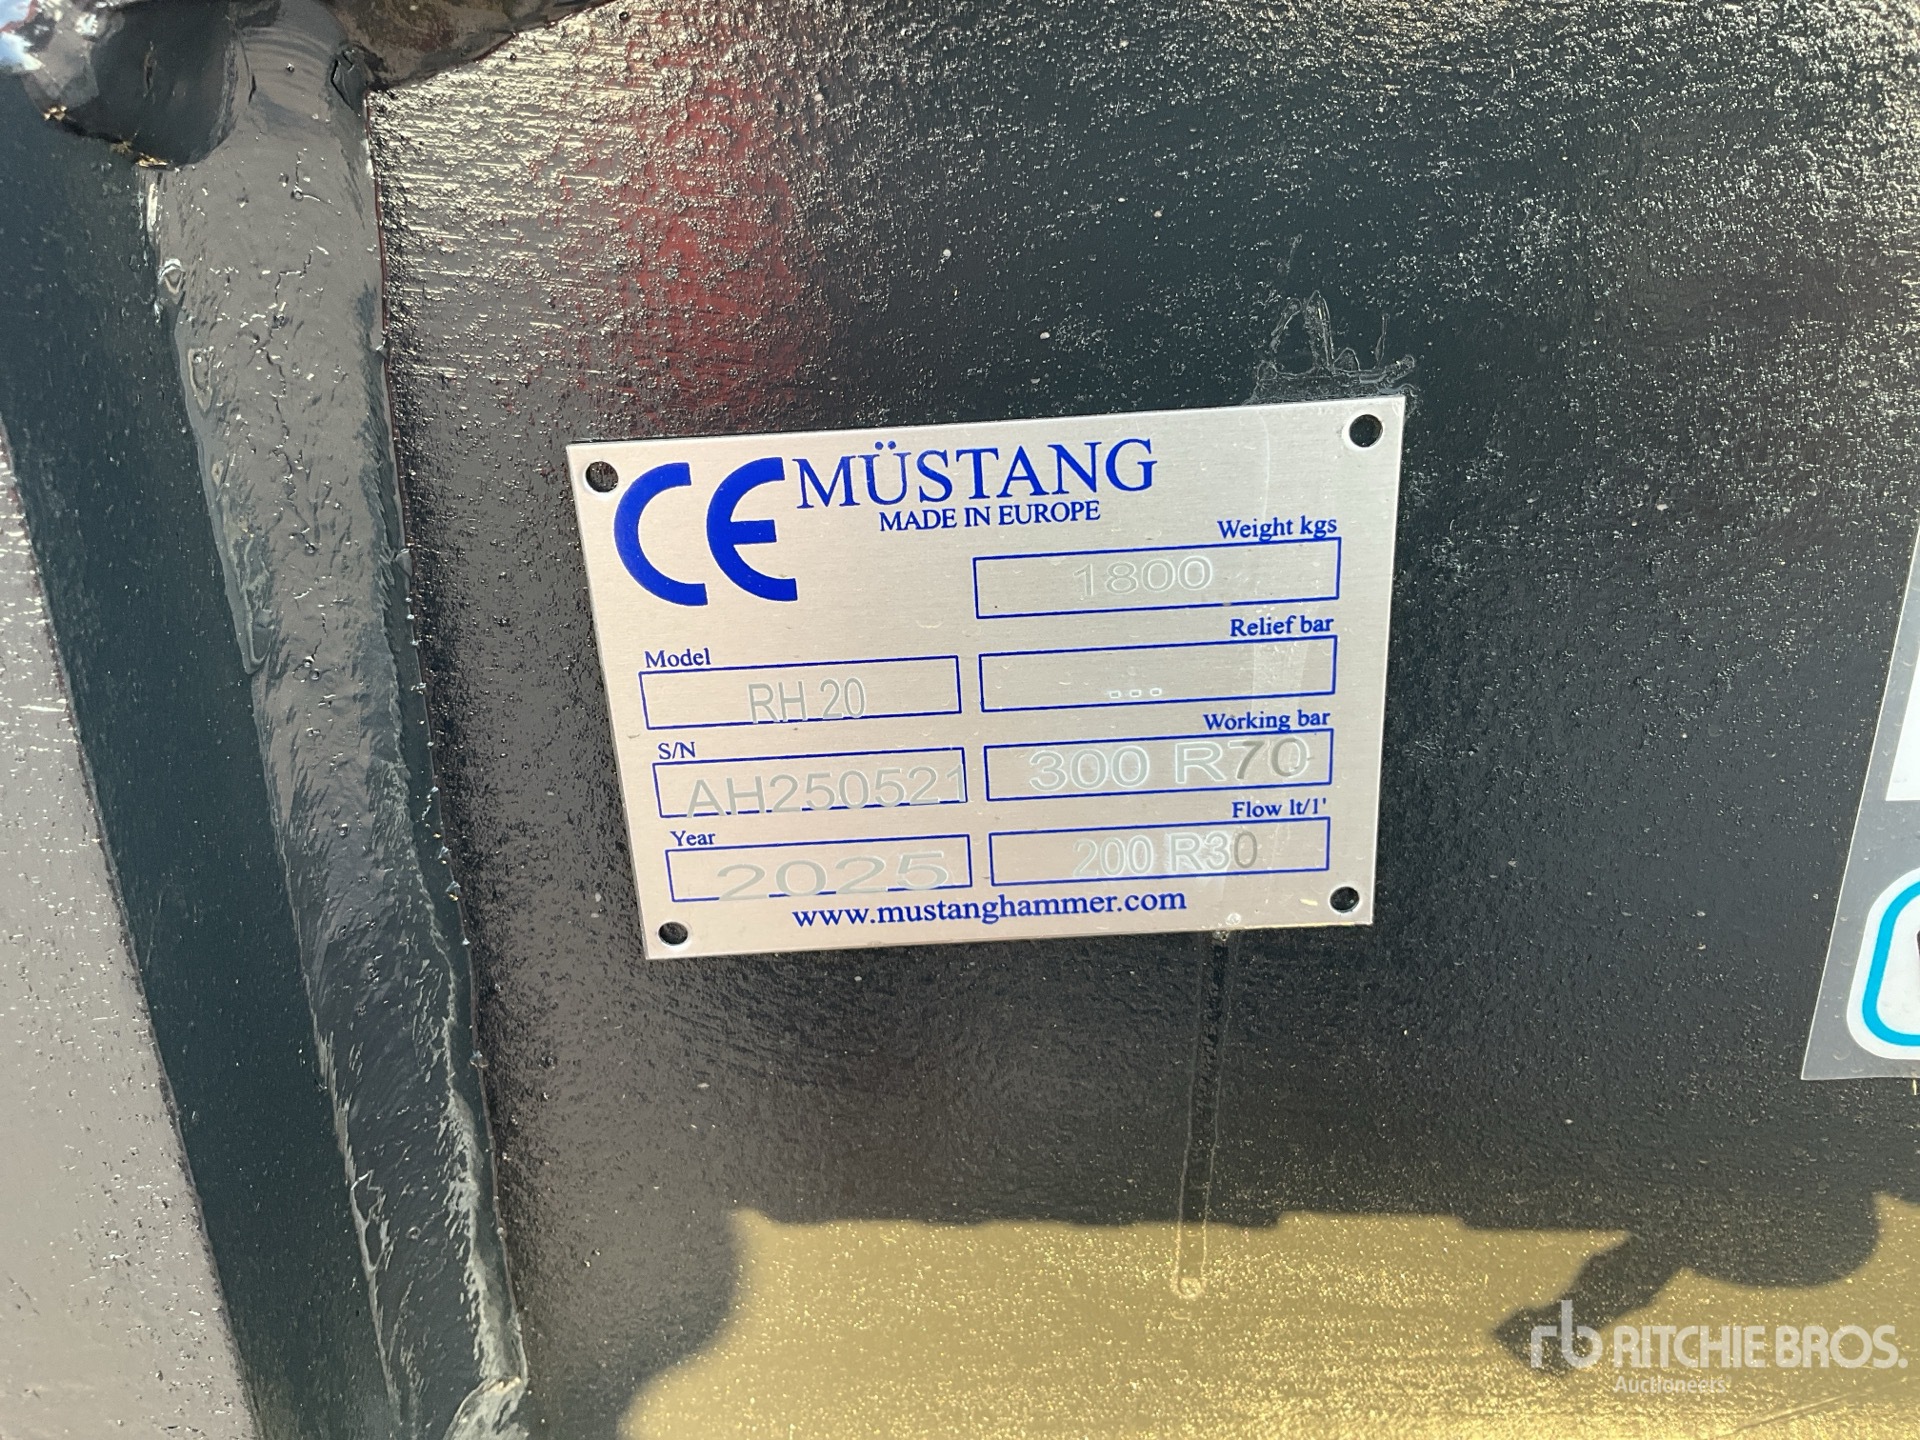 CE MÜSTANG
MADE IN EUROPE
Weight kgs
1800
Relief bar
...
Model
RH 20
Working bar
300 R70
S/N
AH250521
Flow lt/1'
200 R30
Year
2025
www.mustanghammer.com
rb RITCHIE BROS.
Auctioneers